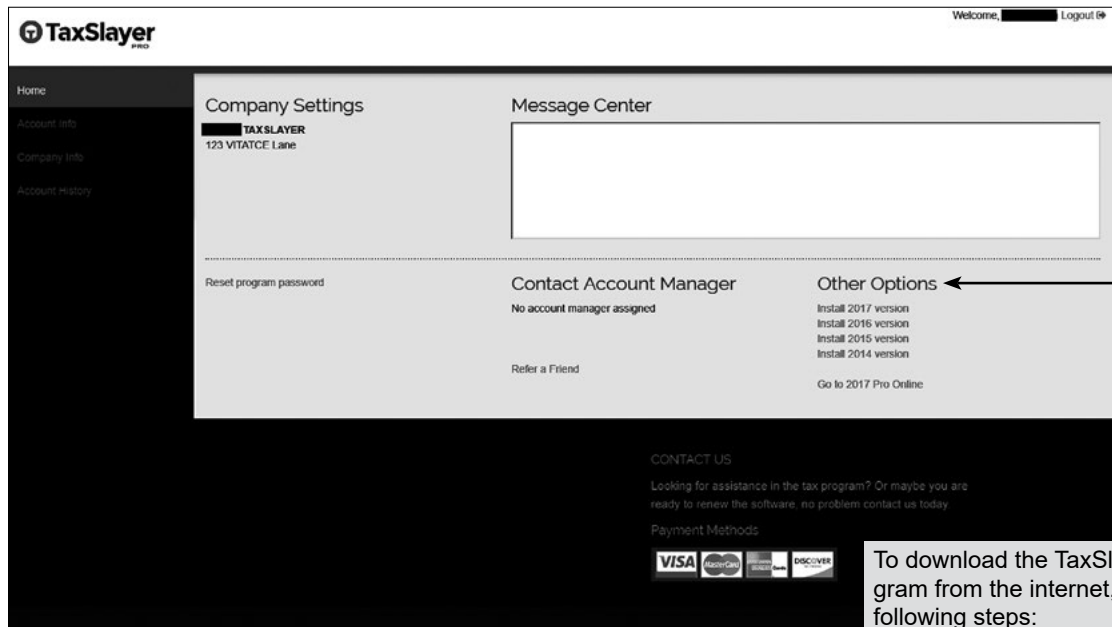 Welcome, Logout
TaxSlayer
PRO
Home
Account Info
Company Info
Account History
Company Settings
TAXSLAYER
123 VITATCE Lane
Message Center
Reset program password
Contact Account Manager
No account manager assigned
Refer a Friend
Other Options
Install 2017 version
Install 2016 version
Install 2015 version
Install 2014 version
Go to 2017 Pro Online
CONTACT US
Looking for assistance in the tax program? Or maybe you are
ready to renew the software, no problem contact us today
Payment Methods
VISA
MasterCard
DISCOVER
To download the TaxSl
gram from the internet,
following steps: